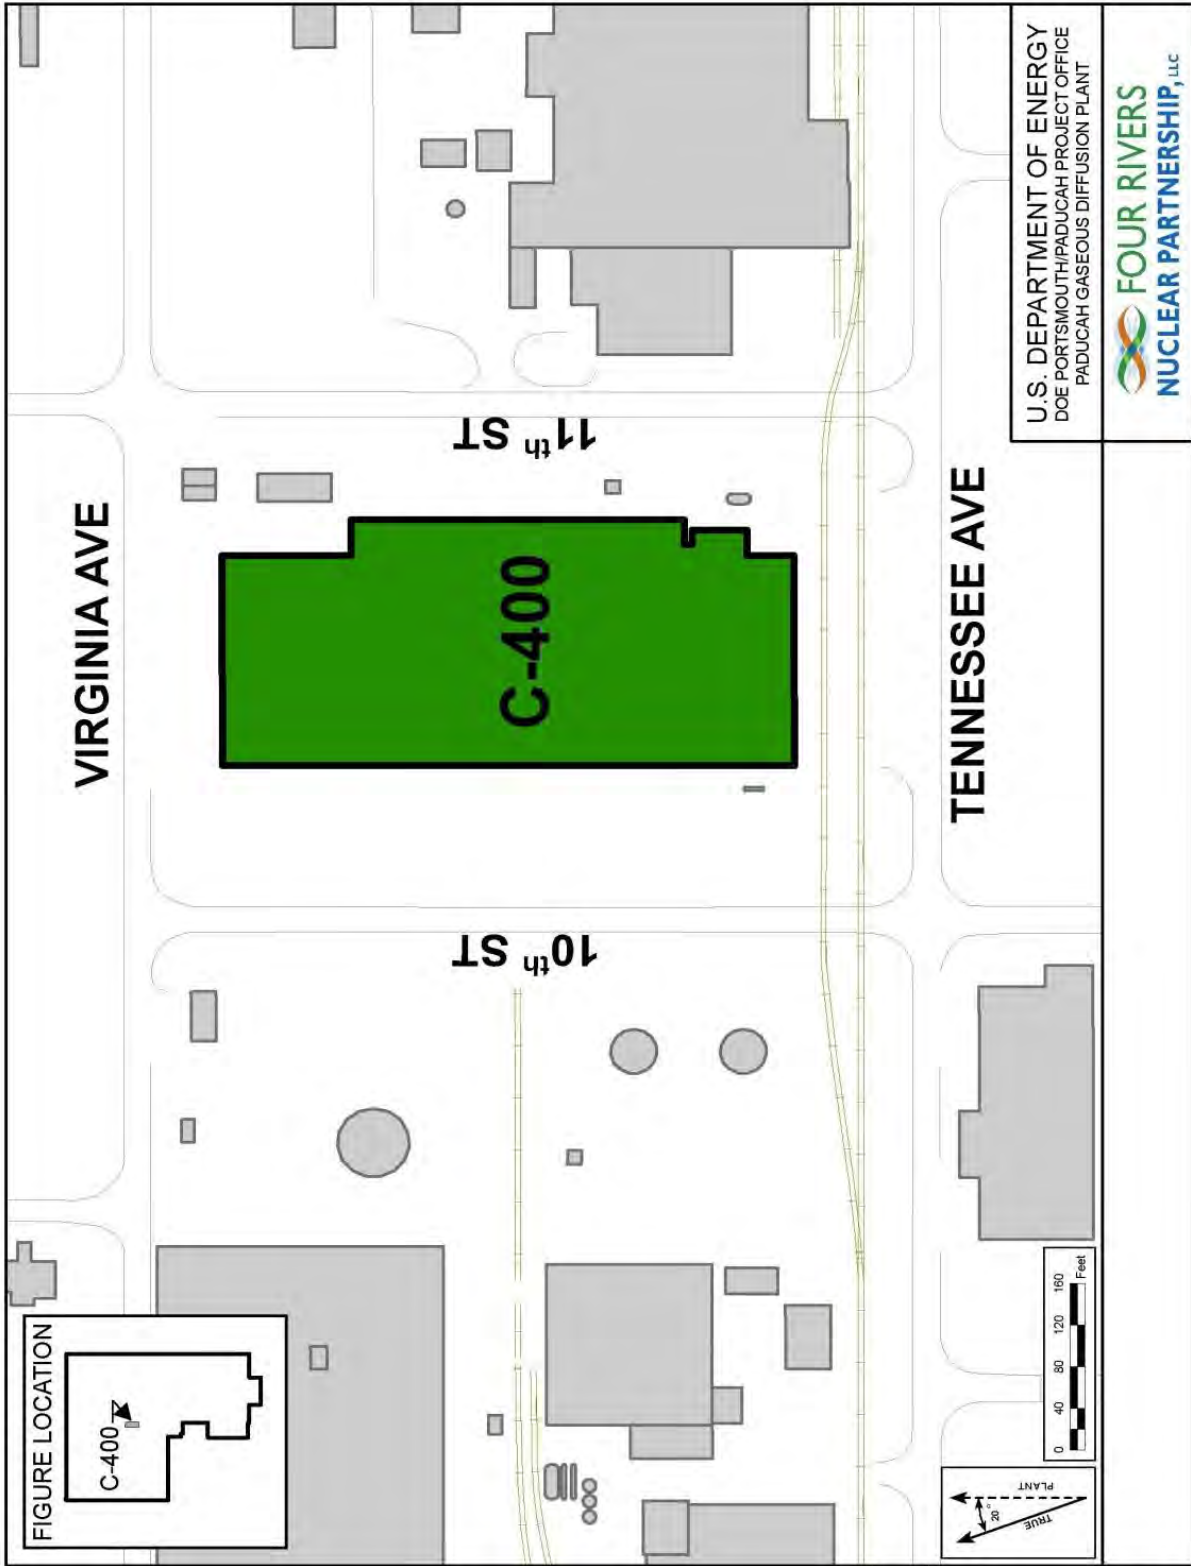 FIGURE LOCATION
C-400
VIRGINIA AVE
10th ST
C-400
11th ST
TENNESSEE AVE
TRUE
20°
PLANT
0 40 80 120 160
Feet
U.S. DEPARTMENT OF ENERGY
DOE PORTSMOUTH/PADUCAH PROJECT OFFICE
PADUCAH GASEOUS DIFFUSION PLANT
FOUR RIVERS
NUCLEAR PARTNERSHIP, LLC